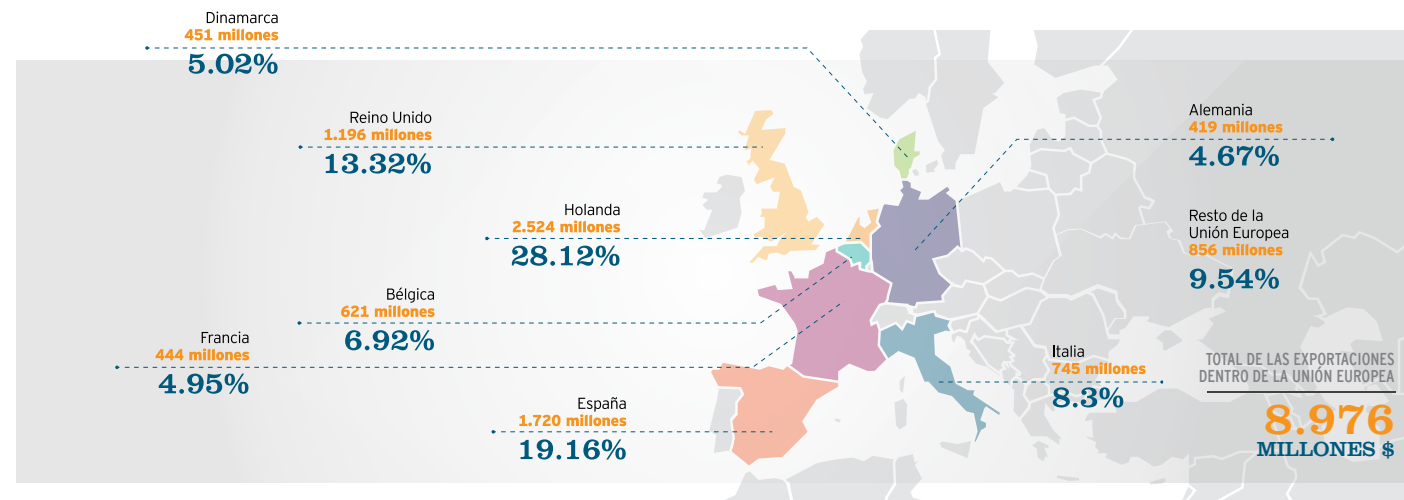 Dinamarca
451 millones
5.02%
Reino Unido
1.196 millones
13.32%
Holanda
2.524 millones
28.12%
Bélgica
621 millones
6.92%
Francia
444 millones
4.95%
España
1.720 millones
19.16%
Alemania
419 millones
4.67%
Resto de la
Unión Europea
856 millones
9.54%
Italia
745 millones
8.3%
TOTAL DE LAS EXPORTACIONES
DENTRO DE LA UNIÓN EUROPEA
8.976
MILLONES $